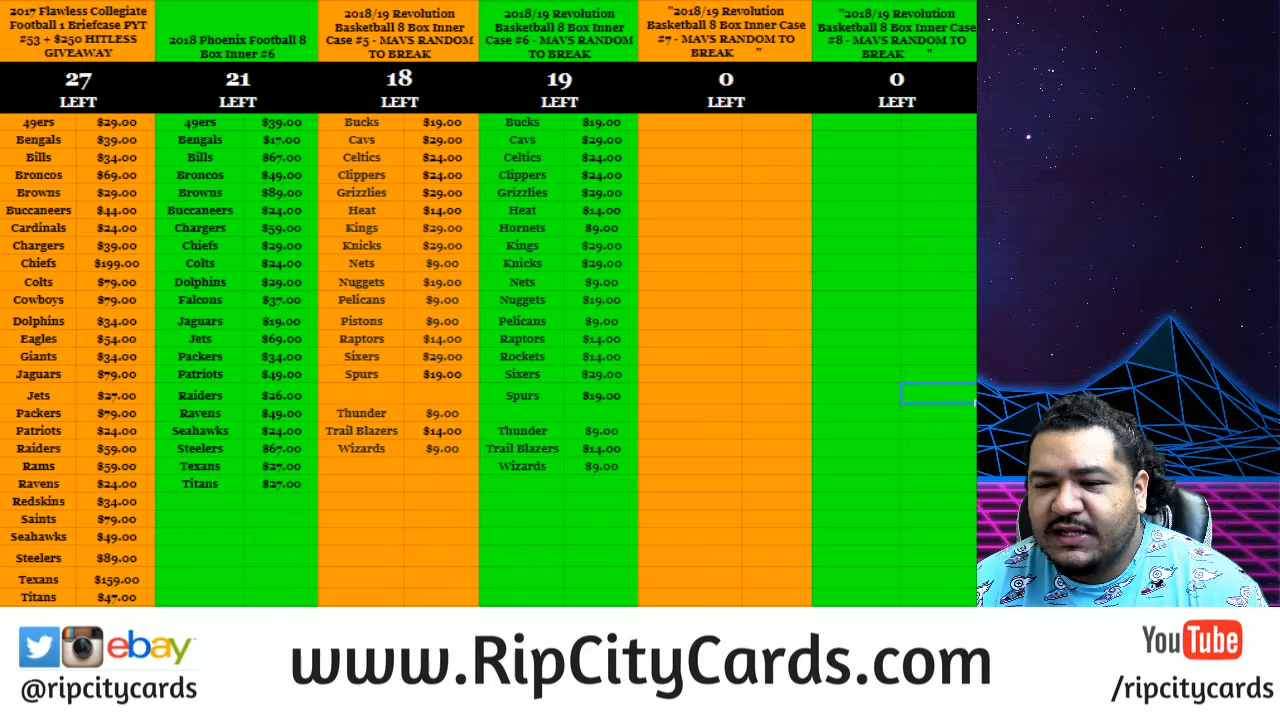 2017 Flawless Collegiate
Football 1 Briefcase PYT
#53 + $250 HITLESS
GIVEAWAY
27
LEFT
49ers $29.00
Bengals $39.00
Bills $34.00
Broncos $69.00
Browns $29.00
Buccaneers $44.00
Cardinals $24.00
Chargers $39.00
Chiefs $199.00
Colts $79.00
Cowboys $79.00
Dolphins $34.00
Eagles $54.00
Giants $34.00
Jaguars $79.00
Jets $27.00
Packers $79.00
Patriots $24.00
Raiders $59.00
Rams $59.00
Ravens $24.00
Redskins $34.00
Saints $79.00
Seahawks $49.00
Steelers $89.00
Texans $159.00
Titans $47.00
2018 Phoenix Football 8
Box Inner #6
21
LEFT
49ers $39.00
Bengals $17.00
Bills $67.00
Broncos $49.00
Browns $89.00
Buccaneers $24.00
Chargers $59.00
Chiefs $29.00
Colts $24.00
Dolphins $29.00
Falcons $37.00
Jaguars $19.00
Jets $69.00
Packers $34.00
Patriots $49.00
Raiders $26.00
Ravens $49.00
Seahawks $24.00
Steelers $67.00
Texans $27.00
Titans $27.00
2018/19 Revolution
Basketball 8 Box Inner
Case #5 - MAVS RANDOM
TO BREAK
18
LEFT
Bucks $19.00
Cavs $29.00
Celtics $24.00
Clippers $24.00
Grizzlies $29.00
Heat $14.00
Kings $29.00
Knicks $29.00
Nets $9.00
Nuggets $19.00
Pelicans $9.00
Pistons $9.00
Raptors $14.00
Sixers $29.00
Spurs $19.00
Thunder $9.00
Trail Blazers $14.00
Wizards $9.00
2018/19 Revolution
Basketball 8 Box Inner
Case #6 - MAVS RANDOM
TO BREAK
19
LEFT
Bucks $19.00
Cavs $29.00
Celtics $24.00
Clippers $24.00
Grizzlies $29.00
Heat $14.00
Hornets $9.00
Kings $29.00
Knicks $29.00
Nets $9.00
Nuggets $19.00
Pelicans $9.00
Raptors $14.00
Rockets $14.00
Sixers $29.00
Spurs $19.00
Thunder $9.00
Trail Blazers $14.00
Wizards $9.00
"2018/19 Revolution
Basketball 8 Box Inner Case
#7 - MAVS RANDOM TO
BREAK "
0
LEFT
"2018/19 Revolution
Basketball 8 Box Inner Case
#8 - MAVS RANDOM TO
BREAK "
0
LEFT
ebay
@ripcitycards
www.RipCityCards.com
YouTube
/ripcitycards